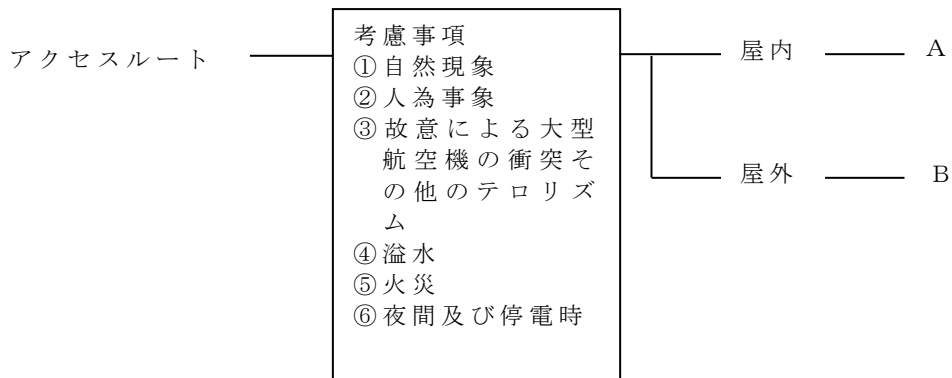 アクセスルート
考慮事項
①自然現象
②人為事象
③故意による大型
航空機の衝突そ
の他のテロリズ
ム
④溢水
⑤火災
⑥夜間及び停電時
屋内
A
屋外
B